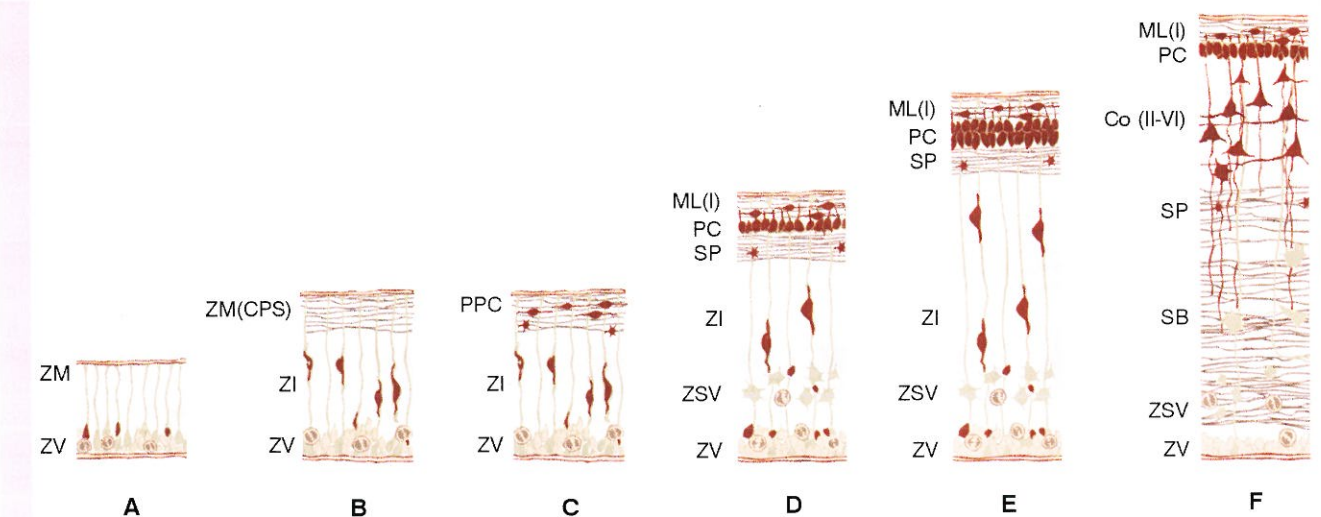 ZM
ZV
A
ZM(CPS)
ZI
ZV
B
PPC
ZI
ZV
C
ML(I)
PC
SP
ZI
ZSV
ZV
D
ML(I)
PC
SP
ZI
ZSV
ZV
E
ML(I)
PC
Co (II-VI)
SP
SB
ZSV
ZV
F